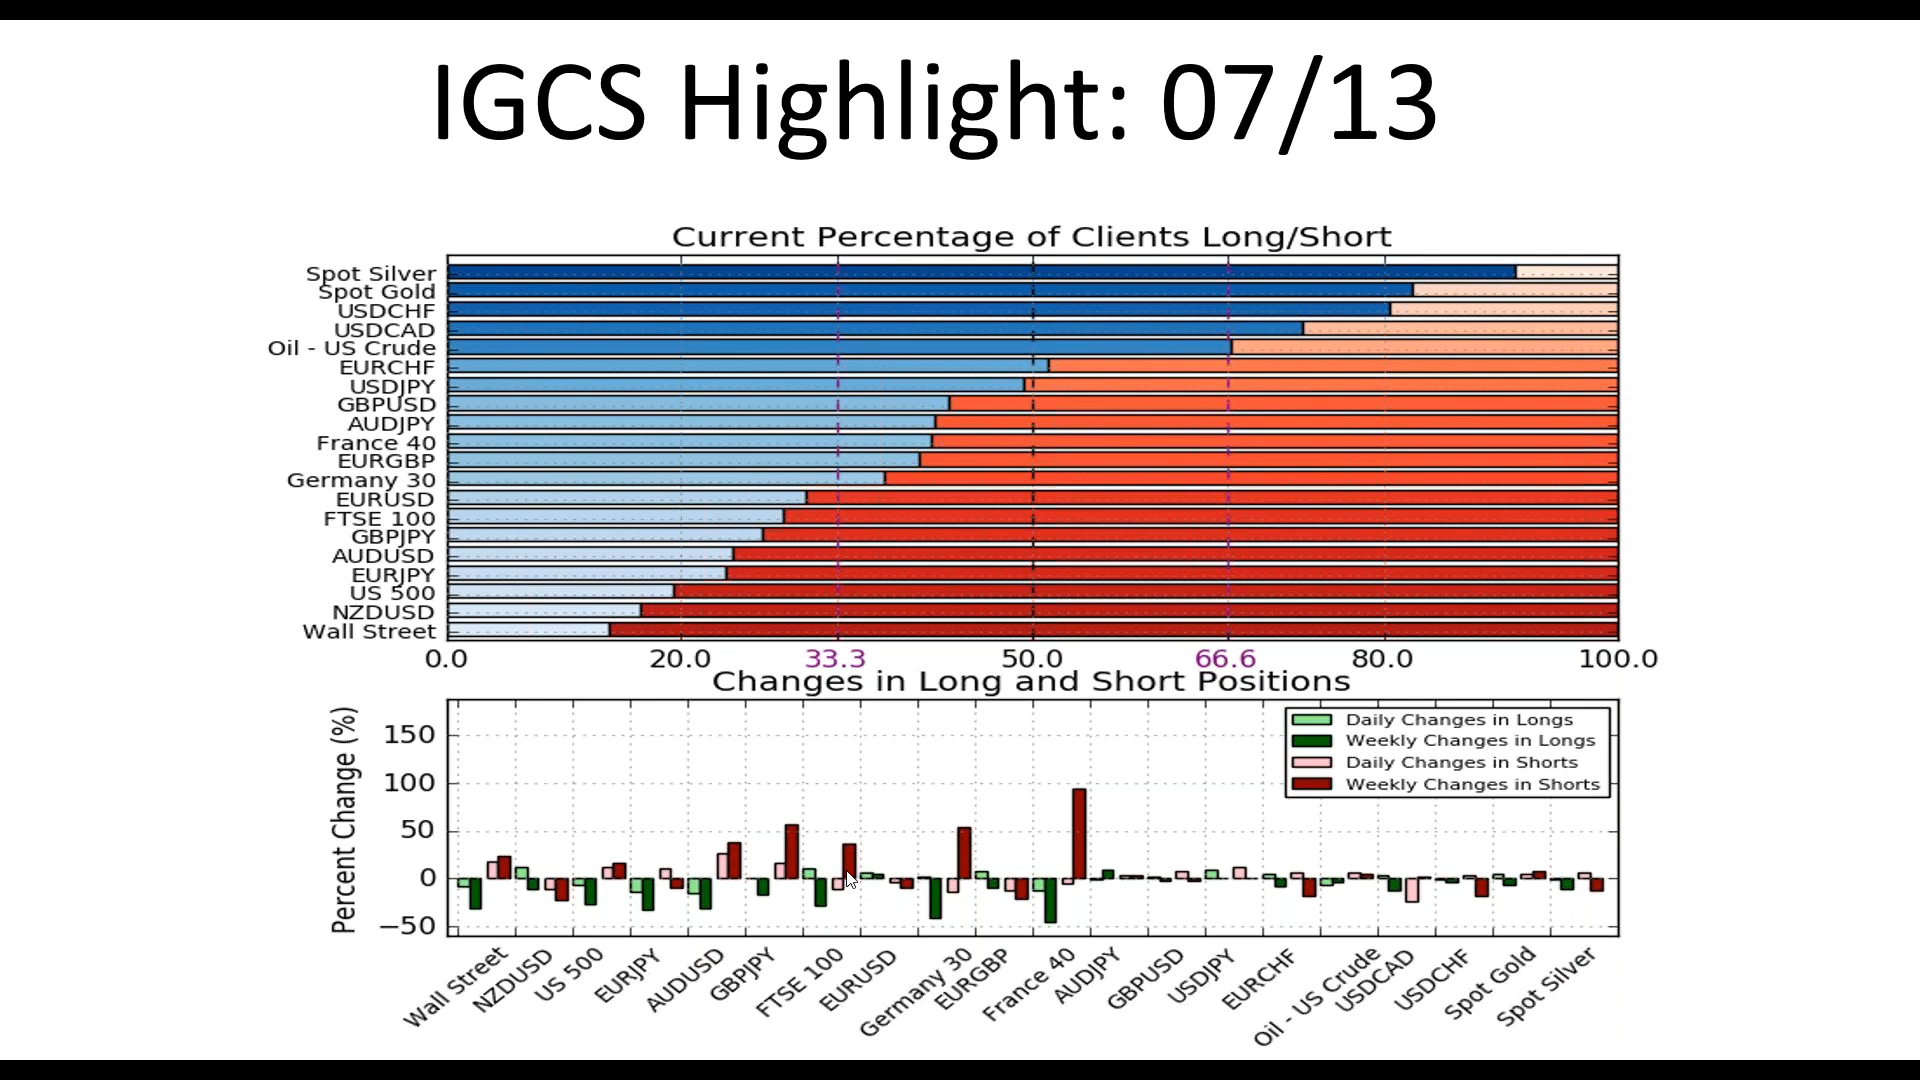 IGCS Highlight: 07/13
Current Percentage of Clients Long/Short
Spot Silver
Spot Gold
USDCHF
USDCAD
Oil - US Crude
EURCHF
USDJPY
GBPUSD
AUDJPY
France 40
EURGBP
Germany 30
EURUSD
FTSE 100
GBPJPY
AUDUSD
EURJPY
US 500
NZDUSD
Wall Street
0.0 20.0 33.3 50.0 66.6 80.0 100.0
Changes in Long and Short Positions
Percent Change (%)
150
100
50
0
−50
Daily Changes in Longs
Weekly Changes in Longs
Daily Changes in Shorts
Weekly Changes in Shorts
Wall Street NZDUSD US 500 EURJPY AUDUSD GBPJPY FTSE 100 EURUSD Germany 30 EURGBP France 40 AUDJPY GBPUSD USDJPY EURCHF Oil - US Crude USDCAD USDCHF Spot Gold Spot Silver